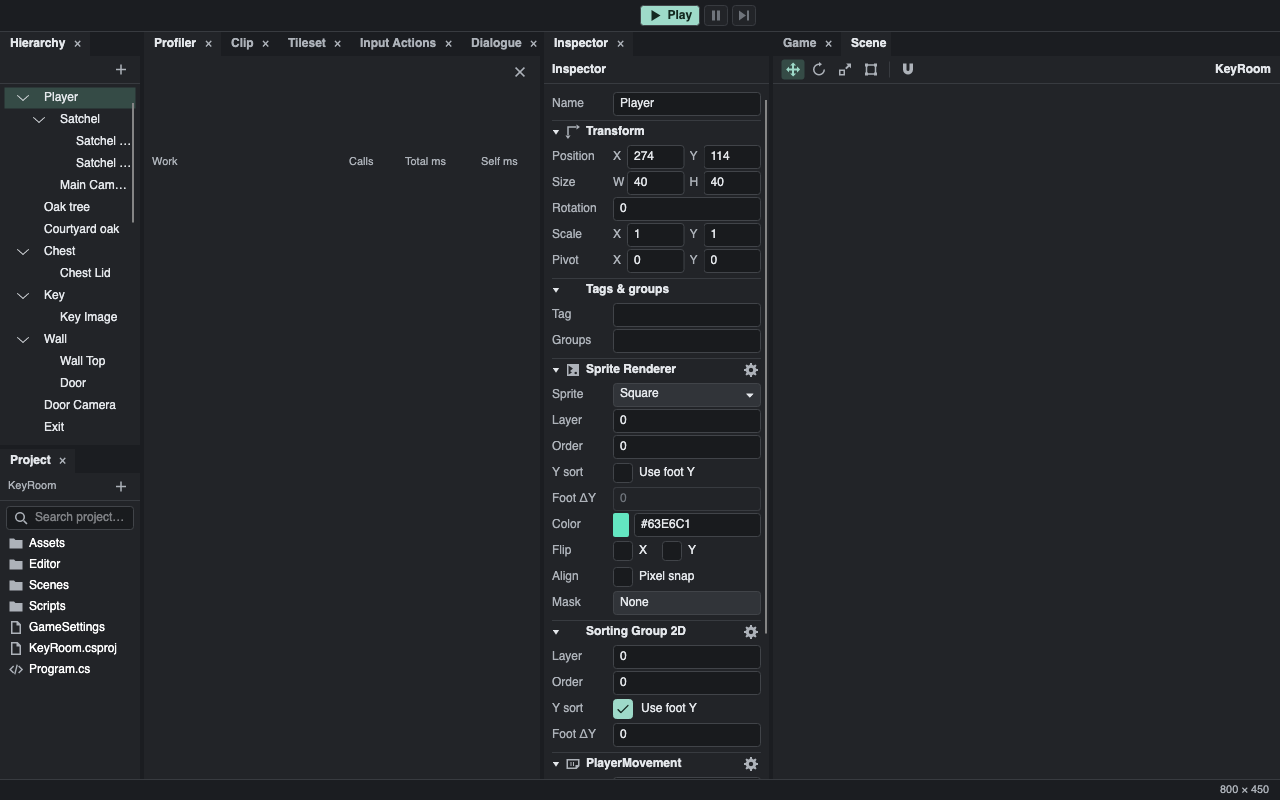 Play
Hierarchy
Profiler
Clip
Tileset
Input Actions
Dialogue
Inspector
Game
Scene
Inspector
KeyRoom
Player
Satchel
Satchel ...
Satchel ...
Main Cam...
Oak tree
Courtyard oak
Chest
Chest Lid
Key
Key Image
Wall
Wall Top
Door
Door Camera
Exit
Project
KeyRoom
Search project...
Assets
Editor
Scenes
Scripts
GameSettings
KeyRoom.csproj
Program.cs
Work Calls Total ms Self ms
Name Player
Transform
Position X 274 Y 114
Size W 40 H 40
Rotation 0
Scale X 1 Y 1
Pivot X 0 Y 0
Tags & groups
Tag
Groups
Sprite Renderer
Sprite Square
Layer 0
Order 0
Y sort Use foot Y
Foot ΔY 0
Color #63E6C1
Flip X Y
Align Pixel snap
Mask None
Sorting Group 2D
Layer 0
Order 0
Y sort Use foot Y
Foot ΔY 0
PlayerMovement
800 × 450